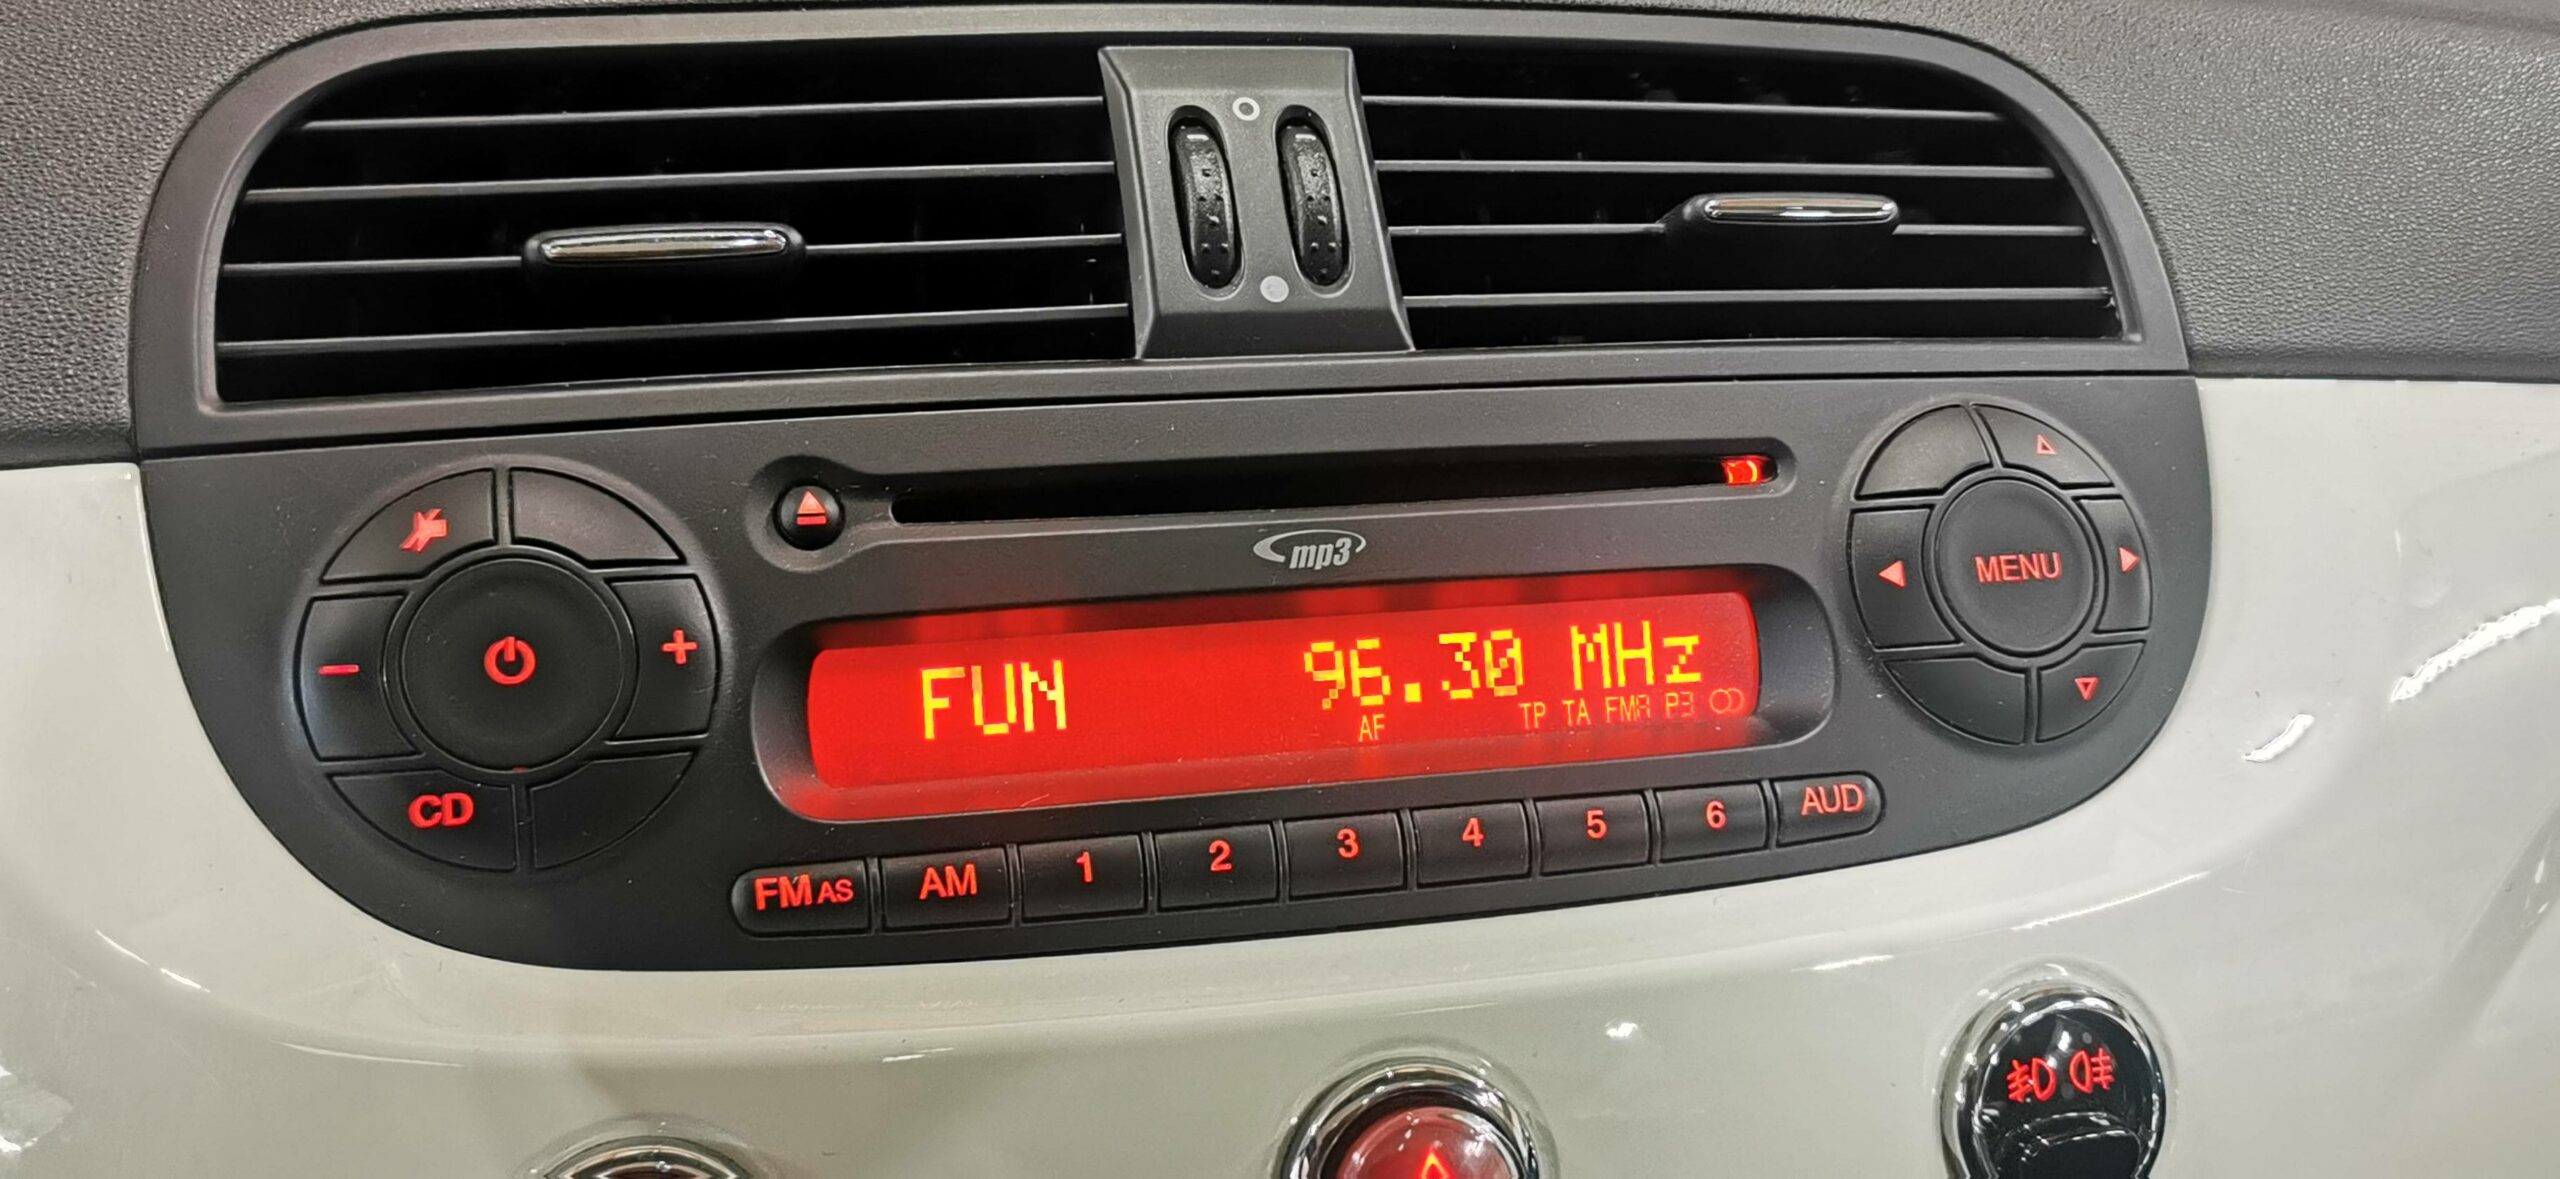 mp3
MENU
FUN 96.30 MHz
AF TP TA FMA P3
CD
FM AS AM 1 2 3 4 5 6 AUD